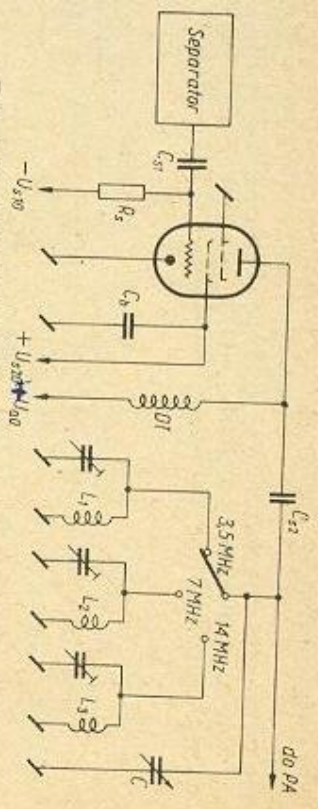 Separator
C_s1
R_s
-U_s10
C_b
+U_s20
+U_a0
Dł
C_s2
3,5 MHz
7 MHz
14 MHz
L_1
L_2
L_3
C
do PA